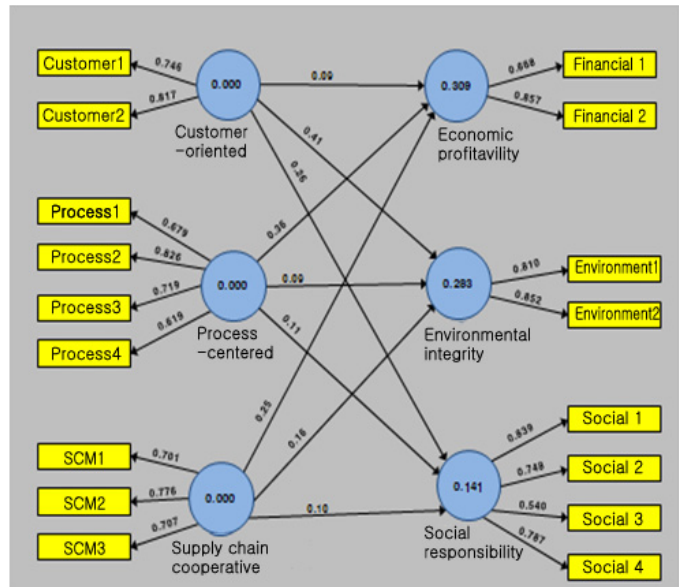 Customer1
0.746
0.000
0.09
0.309
0.868
Financial 1
Customer2
0.817
0.857
Financial 2
Customer
-oriented
Economic
profitavility
0.41
0.26
Process1
0.679
Process2
0.826
0.36
0.000
0.09
0.283
0.810
Environment1
Process3
0.719
0.852
Environment2
Process4
0.619
Process
-centered
0.11
Environmental
integrity
0.25
0.16
Social 1
0.839
SCM1
0.701
Social 2
0.748
SCM2
0.776
0.000
0.10
0.141
0.540
Social 3
SCM3
0.707
0.787
Social 4
Supply chain
cooperative
Social
responsibility